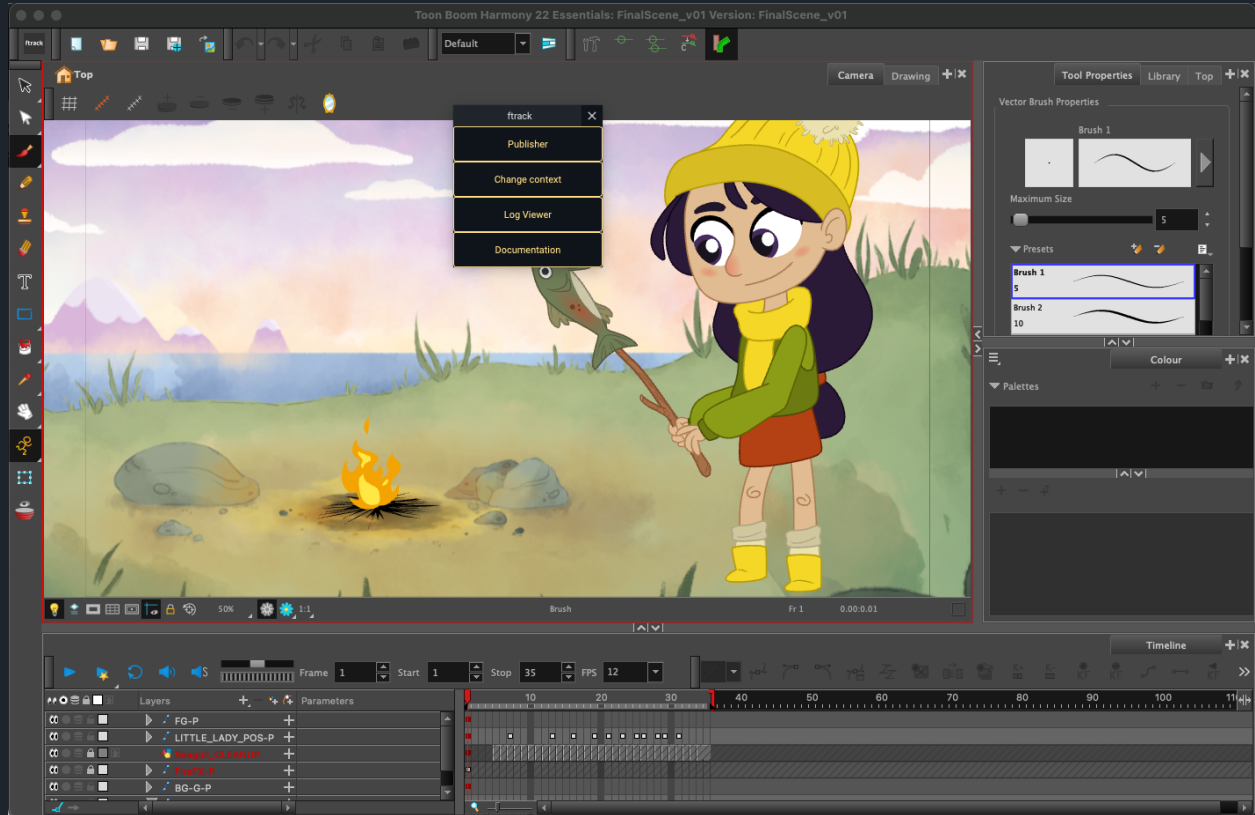 Toon Boom Harmony 22 Essentials: FinalScene_v01 Version: FinalScene_v01
ftrack
Default
Top
Camera
Drawing
ftrack
Publisher
Change context
Log Viewer
Documentation
50%
1:1
Brush
Fr 1
0.00:0.01
Tool Properties
Library
Top
Vector Brush Properties
Brush 1
Maximum Size
5
Presets
Brush 1
5
Brush 2
10
Colour
Palettes
Timeline
Frame 1
Start 1
Stop 35
FPS 12
Layers
Parameters
10 20 30 40 50 60 70 80 90 100
FG-P
LITTLE_LADY_POS-P
BG-G-P